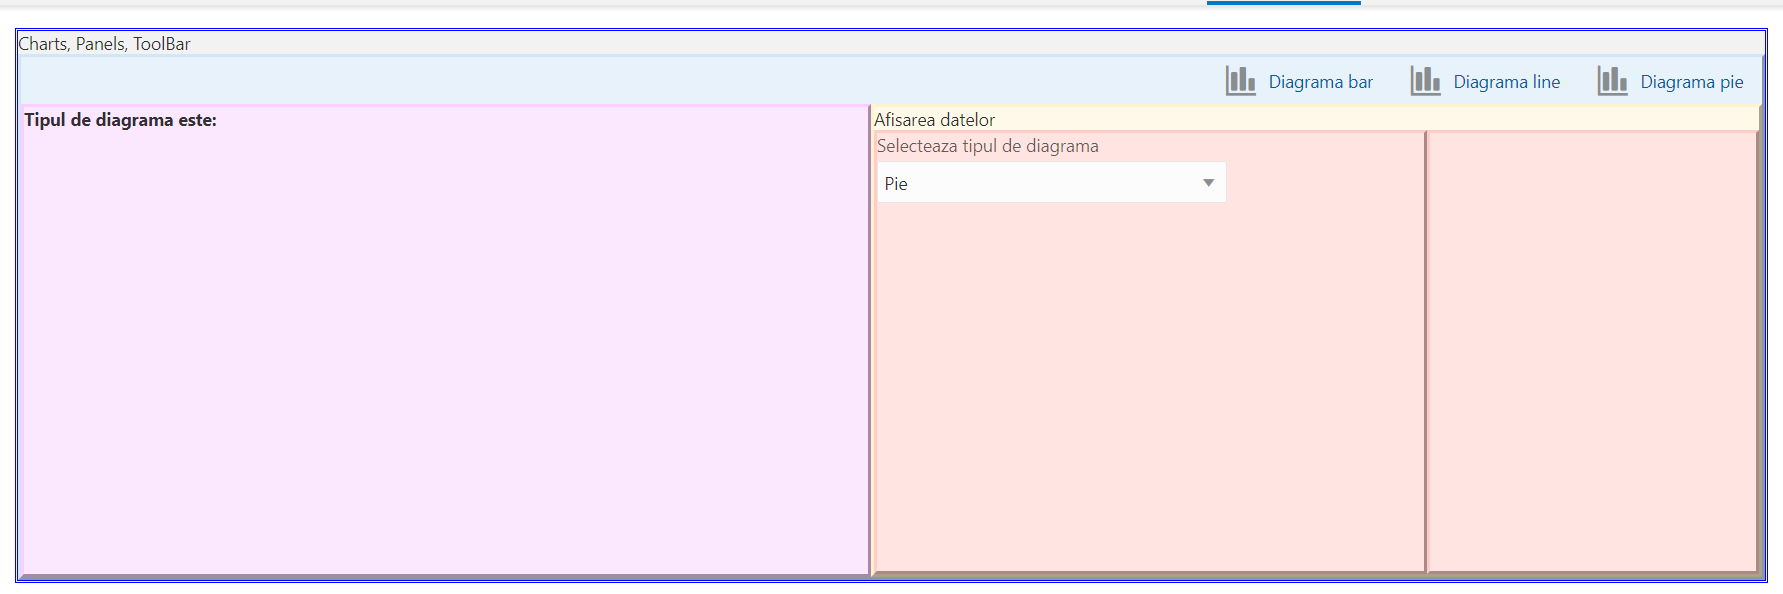 Charts, Panels, ToolBar
Diagrama bar Diagrama line Diagrama pie
Tipul de diagrama este:
Afisarea datelor
Selecteaza tipul de diagrama
Pie